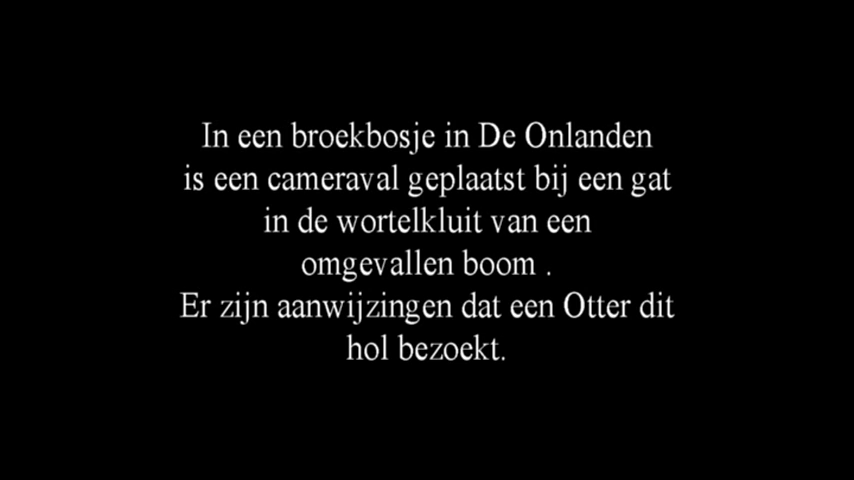 In een broekbosje in De Onlanden
is een cameraval geplaatst bij een gat
in de wortelkluit van een
omgevallen boom .
Er zijn aanwijzingen dat een Otter dit
hol bezoekt.